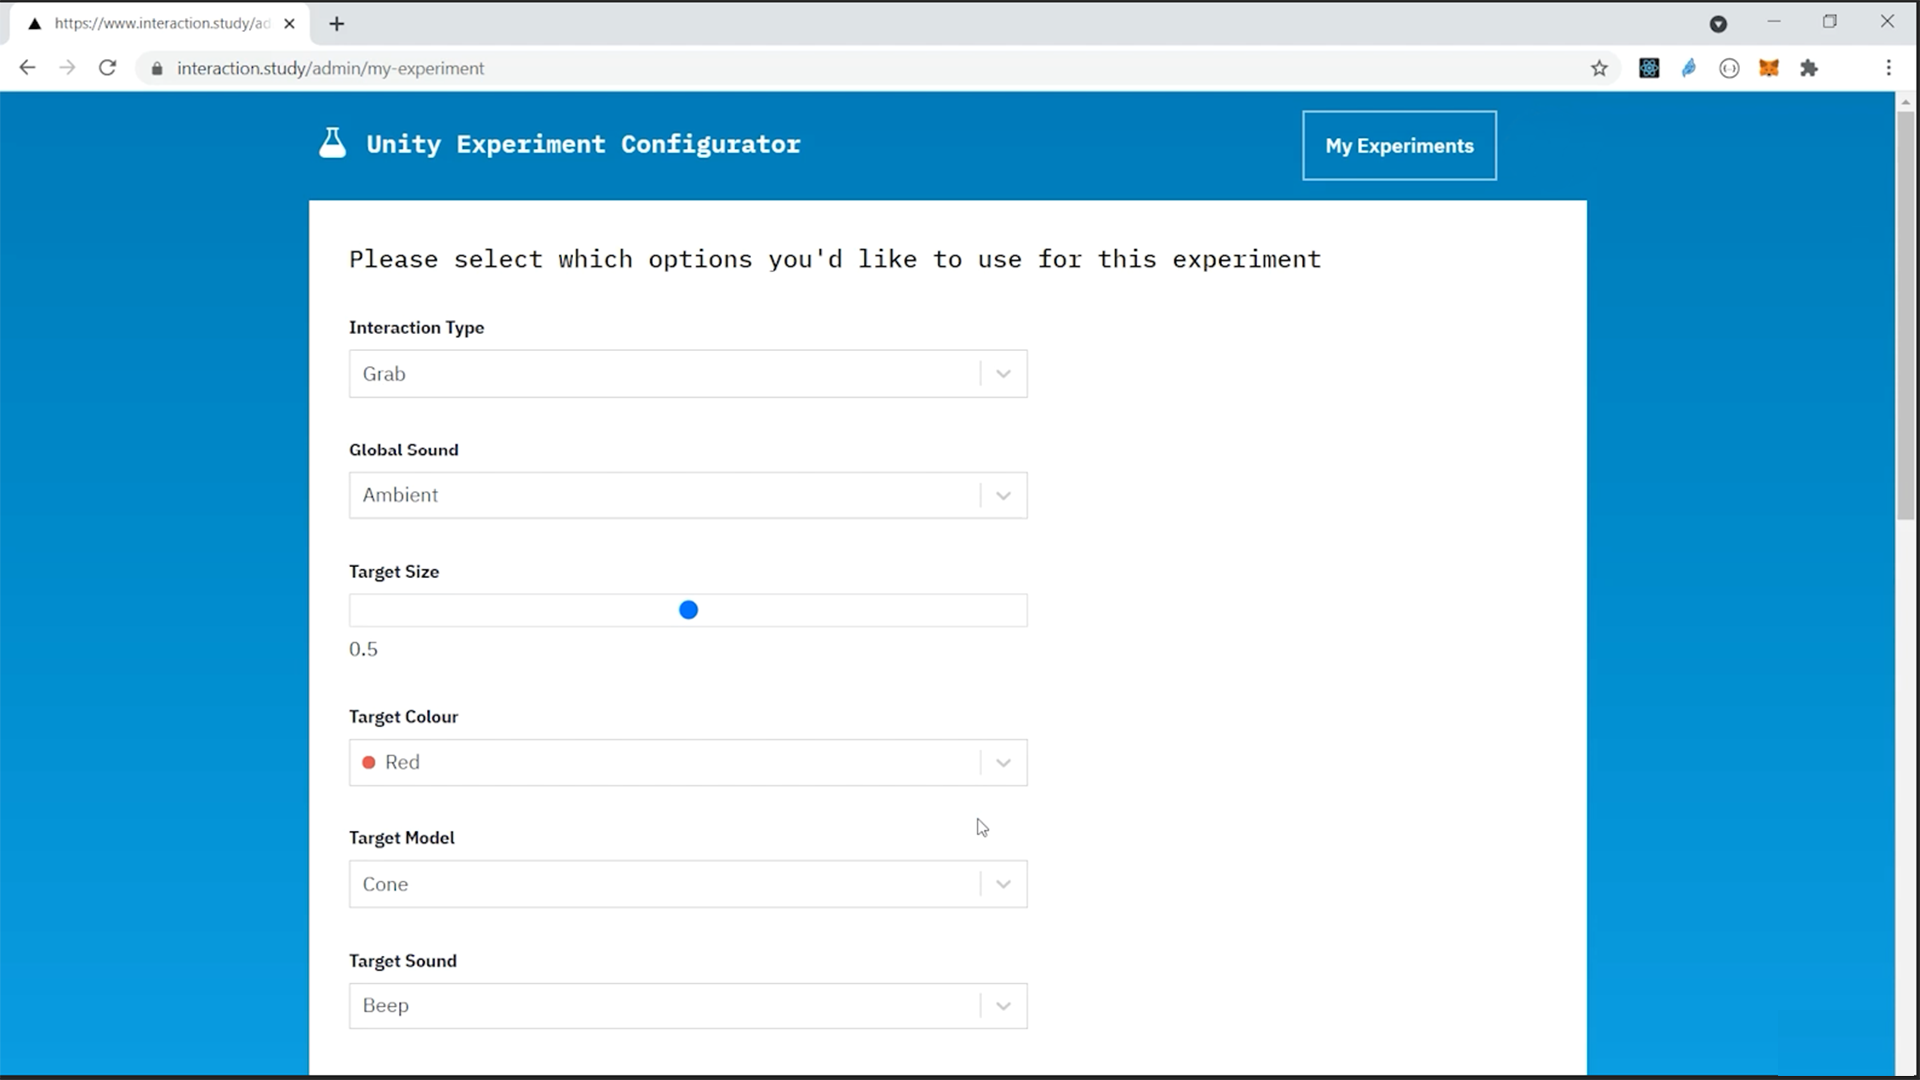 https://www.interaction.study/ad
interaction.study/admin/my-experiment
Unity Experiment Configurator
My Experiments
Please select which options you'd like to use for this experiment
Interaction Type
Grab
Global Sound
Ambient
Target Size
0.5
Target Colour
Red
Target Model
Cone
Target Sound
Beep